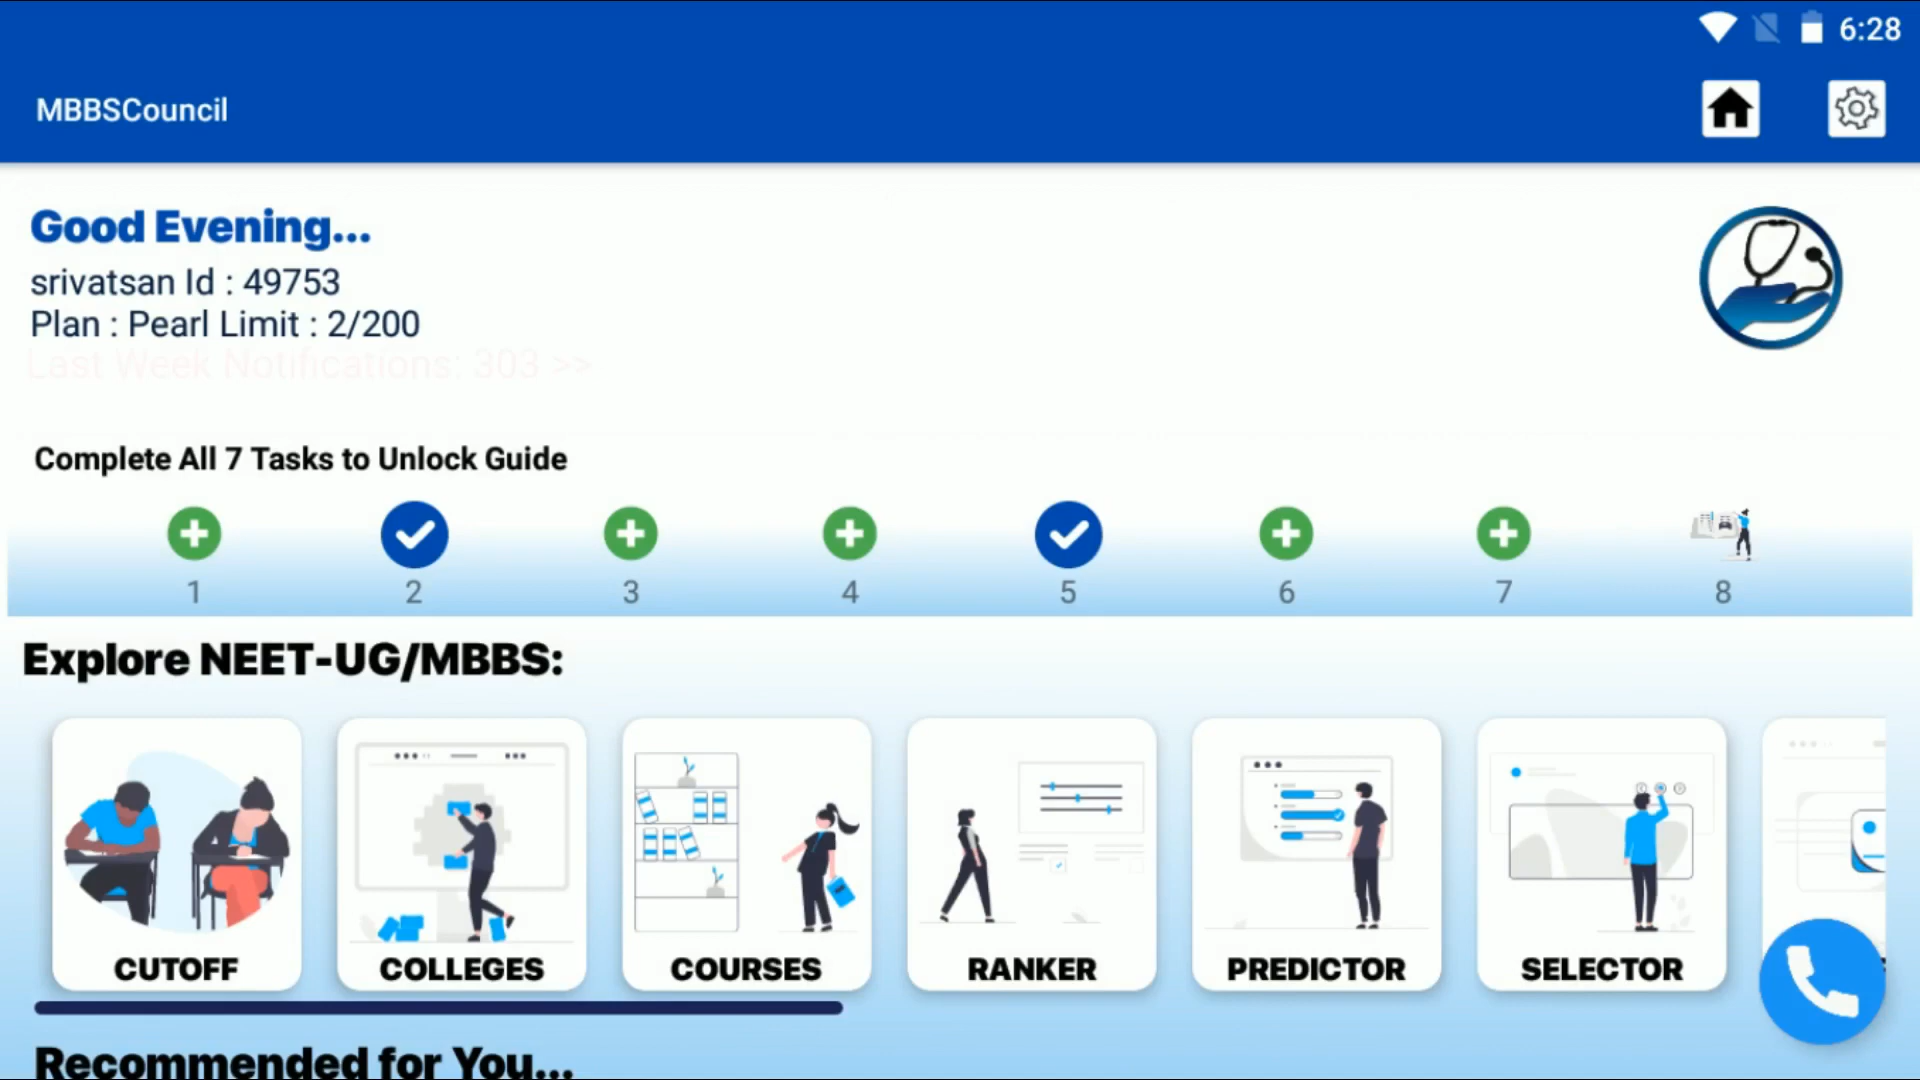 6:28
MBBSCouncil
Good Evening...
srivatsan Id : 49753
Plan : Pearl Limit : 2/200
Last Week Notifications: 303 >>
Complete All 7 Tasks to Unlock Guide
1 2 3 4 5 6 7 8
Explore NEET-UG/MBBS:
CUTOFF COLLEGES COURSES RANKER PREDICTOR SELECTOR
Recommended for You...